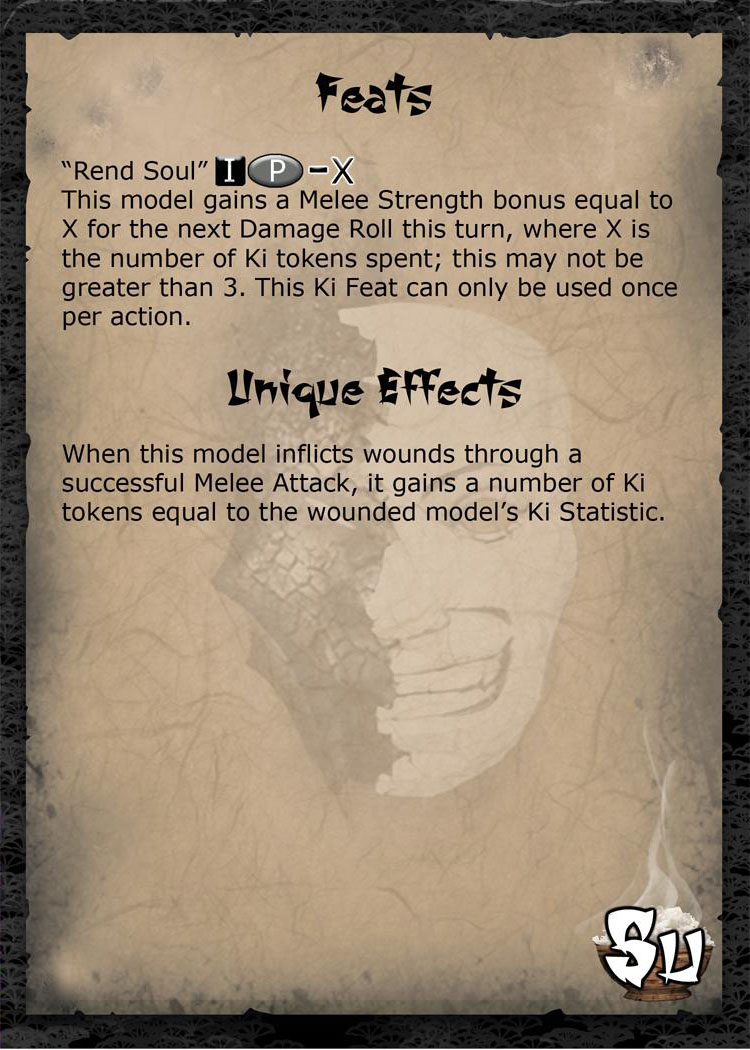 Feats
“Rend Soul” I P -X
This model gains a Melee Strength bonus equal to
X for the next Damage Roll this turn, where X is
the number of Ki tokens spent; this may not be
greater than 3. This Ki Feat can only be used once
per action.
Unique Effects
When this model inflicts wounds through a
successful Melee Attack, it gains a number of Ki
tokens equal to the wounded model’s Ki Statistic.
Su